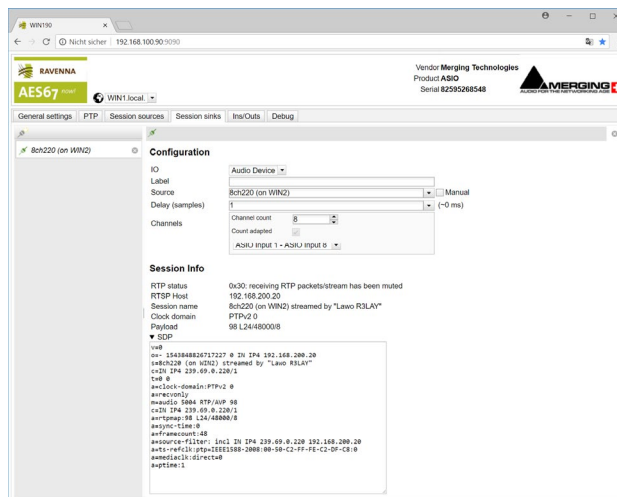 WIN190
Nicht sicher | 192.168.100.90:9090
RAVENNA
AES67
WIN1.local.
Vendor Merging Technologies
Product ASIO
Serial 82595268548
MERGING
AUDIO FOR THE NETWORKING AGE
General settings PTP Session sources Session sinks Ins/Outs Debug
8ch220 (on WIN2)
Configuration
IO Audio Device
Label
Source 8ch220 (on WIN2) Manual
Delay (samples) 1 (~0 ms)
Channels Channel count 8
Count adapted
ASIO Input 1 - ASIO Input 8
Session Info
RTP status 0x30: receiving RTP packets/stream has been muted
RTSP Host 192.168.200.20
Session name 8ch220 (on WIN2) streamed by "Lawo R3LAY"
Clock domain PTPv2 0
Payload 98 L24/48000/8
▼ SDP
v=0
o=- 1543848826717227 0 IN IP4 192.168.200.20
s=8ch220 (on WIN2) streamed by "Lawo R3LAY"
c=IN IP4 239.69.0.220/1
t=0 0
a=clock-domain:PTPv2 0
a=recvonly
m=audio 5004 RTP/AVP 98
c=IN IP4 239.69.0.220/1
a=rtpmap:98 L24/48000/8
a=sync-time:0
a=framecount:48
a=source-filter: incl IN IP4 239.69.0.220 192.168.200.20
a=ts-refclk:ptp=IEEE1588-2008:00-50-C2-FF-FE-C2-DF-C8:0
a=mediaclk:direct=0
a=ptime:1